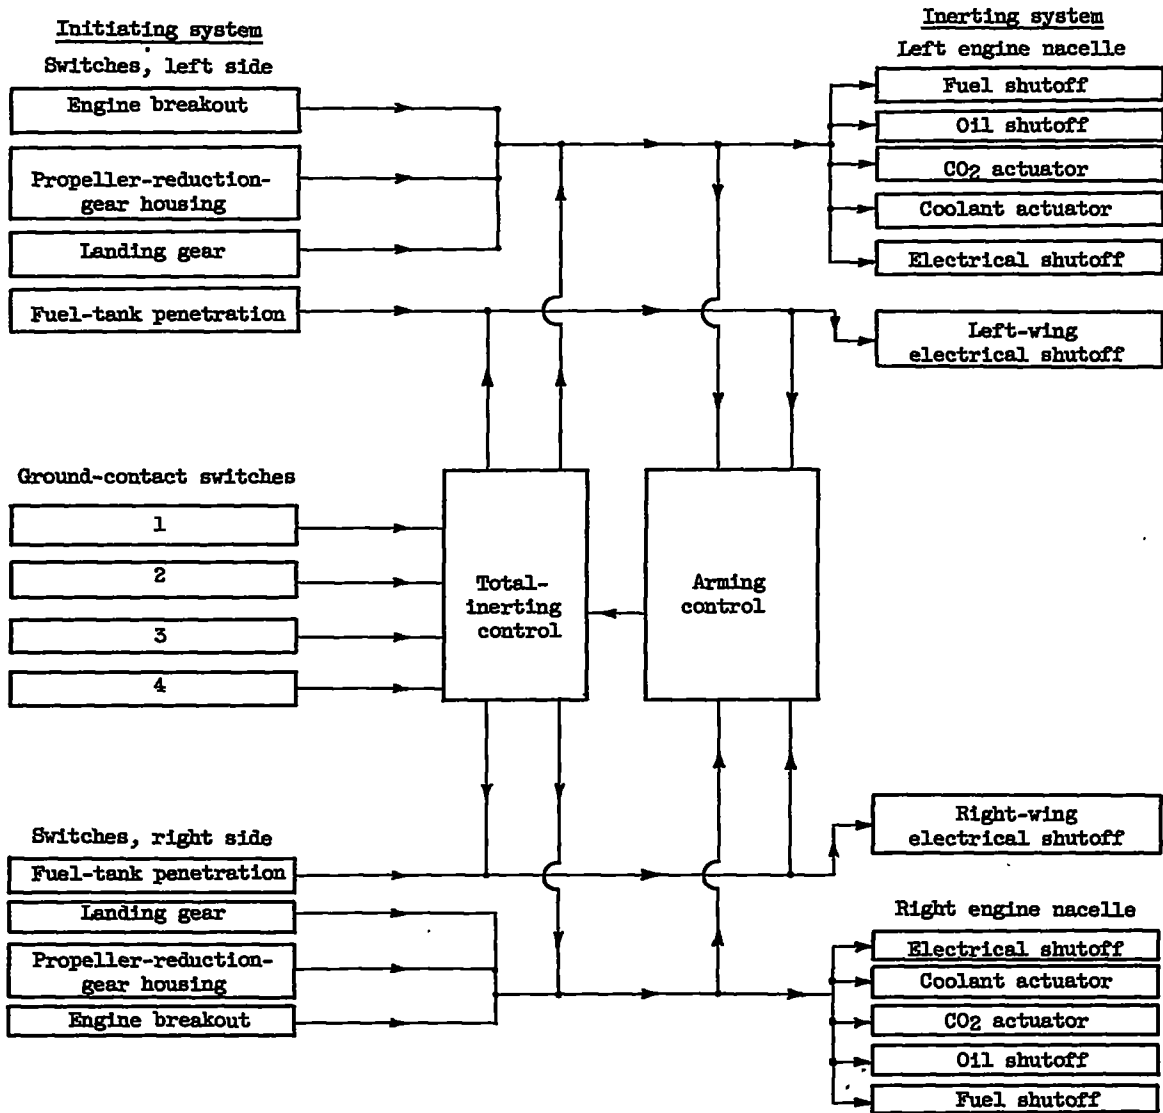 Initiating system
Switches, left side
Engine breakout
Propeller-reduction-
gear housing
Landing gear
Fuel-tank penetration
Ground-contact switches
1
2
3
4
Switches, right side
Fuel-tank penetration
Landing gear
Propeller-reduction-
gear housing
Engine breakout
Total-
inerting
control
Arming
control
Inerting system
Left engine nacelle
Fuel shutoff
Oil shutoff
CO2 actuator
Coolant actuator
Electrical shutoff
Left-wing
electrical shutoff
Right-wing
electrical shutoff
Right engine nacelle
Electrical shutoff
Coolant actuator
CO2 actuator
Oil shutoff
Fuel shutoff